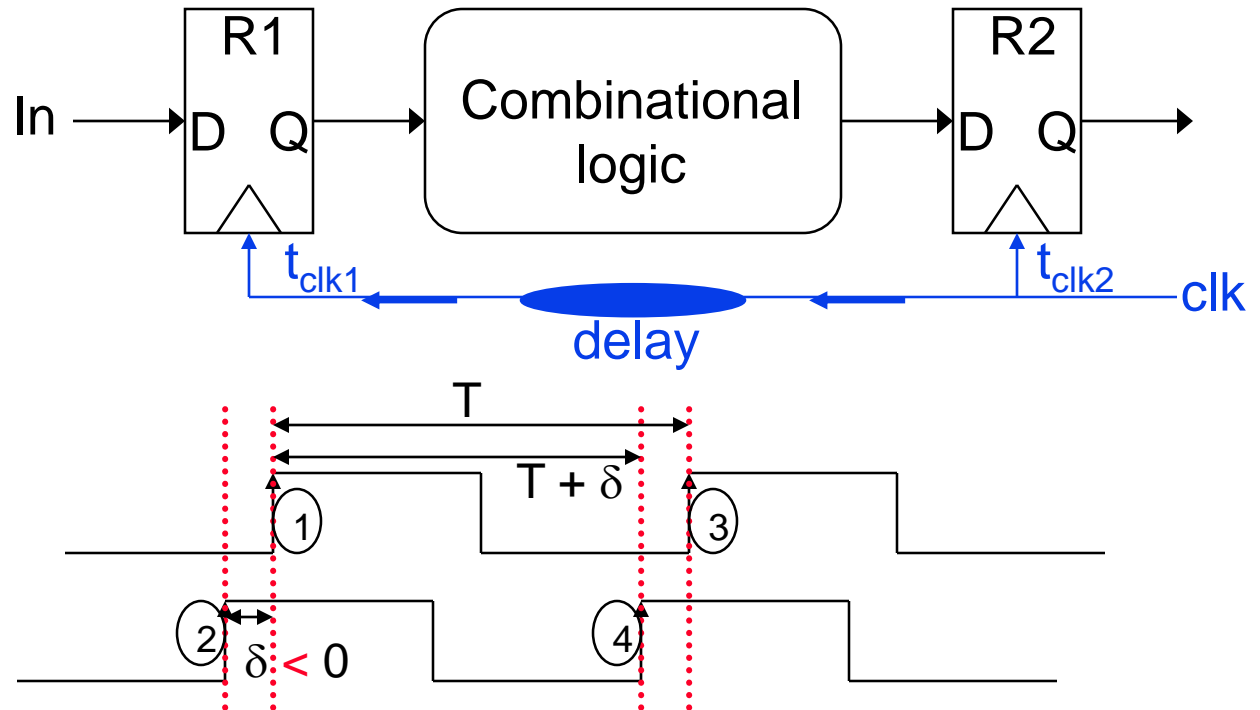 R1
R2
In
D Q
Combinational
logic
D Q
tclk1
tclk2
clk
delay
T
T + δ
1
3
2
4
δ < 0